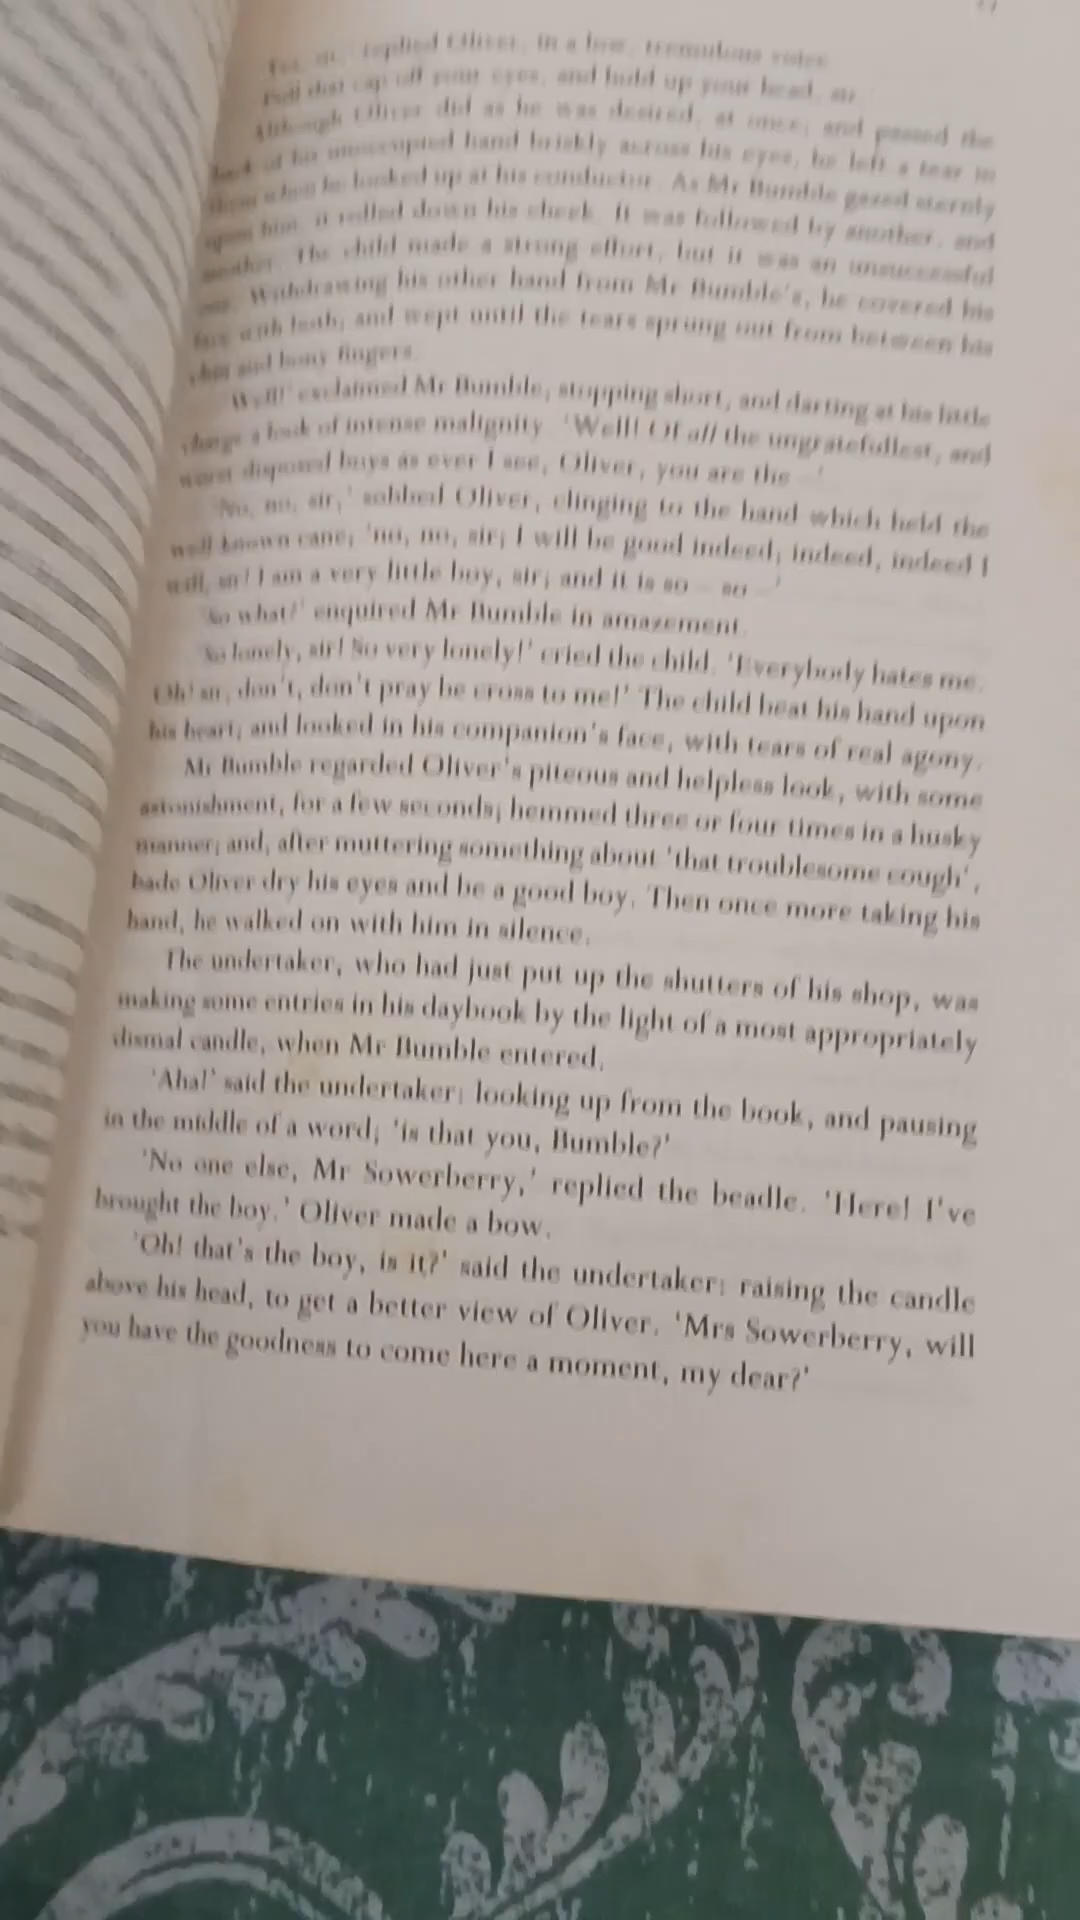 replied Oliver, in a low, tremulous voice
Pull that cap off your eyes, and hold up your head, sir
Although Oliver did as he was desired, at once; and passed the
back of his unoccupied hand briskly across his eyes, he left a tear in
them when he looked up at his conductor. As Mr Bumble gazed sternly
upon him, it rolled down his cheek. It was followed by another, and
another. The child made a strong effort, but it was an unsuccessful
one. Withdrawing his other hand from Mr Bumble's, he covered his
face with both; and wept until the tears sprung out from between his
chin and bony fingers.
'Well!' exclaimed Mr Bumble, stopping short, and darting at his little
charge a look of intense malignity. 'Well! Of all the ungratefullest, and
worst disposed boys as ever I see, Oliver, you are the –'
'No, no, sir,' sobbed Oliver, clinging to the hand which held the
well-known cane; 'no, no, sir; I will be good indeed; indeed, indeed I
will, sir! I am a very little boy, sir; and it is so – so –'
'So what?' enquired Mr Bumble in amazement.
'So lonely, sir! So very lonely!' cried the child. 'Everybody hates me.
Oh! sir, don't, don't pray be cross to me!' The child beat his hand upon
his heart; and looked in his companion's face, with tears of real agony.
Mr Bumble regarded Oliver's piteous and helpless look, with some
astonishment, for a few seconds; hemmed three or four times in a husky
manner; and, after muttering something about 'that troublesome cough',
bade Oliver dry his eyes and be a good boy. Then once more taking his
hand, he walked on with him in silence.
The undertaker, who had just put up the shutters of his shop, was
making some entries in his daybook by the light of a most appropriately
dismal candle, when Mr Bumble entered.
'Aha!' said the undertaker: looking up from the book, and pausing
in the middle of a word; 'is that you, Bumble?'
'No one else, Mr Sowerberry,' replied the beadle. 'Here! I've
brought the boy.' Oliver made a bow.
'Oh! that's the boy, is it?' said the undertaker: raising the candle
above his head, to get a better view of Oliver. 'Mrs Sowerberry, will
you have the goodness to come here a moment, my dear?'